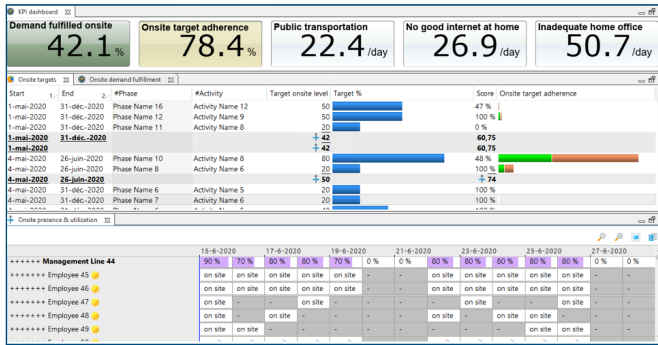 KPI dashboard
Demand fulfilled onsite
42.1 %
Onsite target adherence
78.4 %
Public transportation
22.4 /day
No good internet at home
26.9 /day
Inadequate home office
50.7 /day
Onsite targets Onsite demand fulfillment
Start 1 End 2 #Phase #Activity Target onsite level Target % Score Onsite target adherence
1-mai-2020 31-déc.-2020 Phase Name 16 Activity Name 12 50 47 %
1-mai-2020 31-déc.-2020 Phase Name 12 Activity Name 9 50 100 %
1-mai-2020 31-déc.-2020 Phase Name 11 Activity Name 8 20 0 %
1-mai-2020 31-déc.-2020 42 60,75
1-mai-2020 42 60,75
4-mai-2020 26-juin-2020 Phase Name 10 Activity Name 8 80 48 %
4-mai-2020 26-juin-2020 Phase Name 8 Activity Name 6 20 100 %
4-mai-2020 26-juin-2020 50 74
4-mai-2020 31-déc.-2020 Phase Name 6 Activity Name 5 20 100 %
4-mai-2020 31-déc.-2020 Phase Name 7 Activity Name 6 20 100 %
Onsite presence & utilization
15-6-2020 17-6-2020 19-6-2020 21-6-2020 23-6-2020 25-6-2020
++++++ Management Line 44 90 % 70 % 80 % 80 % 70 % 0 % 0 % 80 % 80 % 80 % 80 % 80 % 0 % 0 %
+++++++ Employee 45 on site on site on site on site on site - - on site on site on site on site on site - -
+++++++ Employee 46 on site on site on site on site on site - - on site on site on site on site on site - -
+++++++ Employee 47 on site - - on site - - - - on site - - on site - -
+++++++ Employee 48 on site - on site - - - - on site - on site - - - -
+++++++ Employee 49 on site on site - - - - - - - - on site on site - -